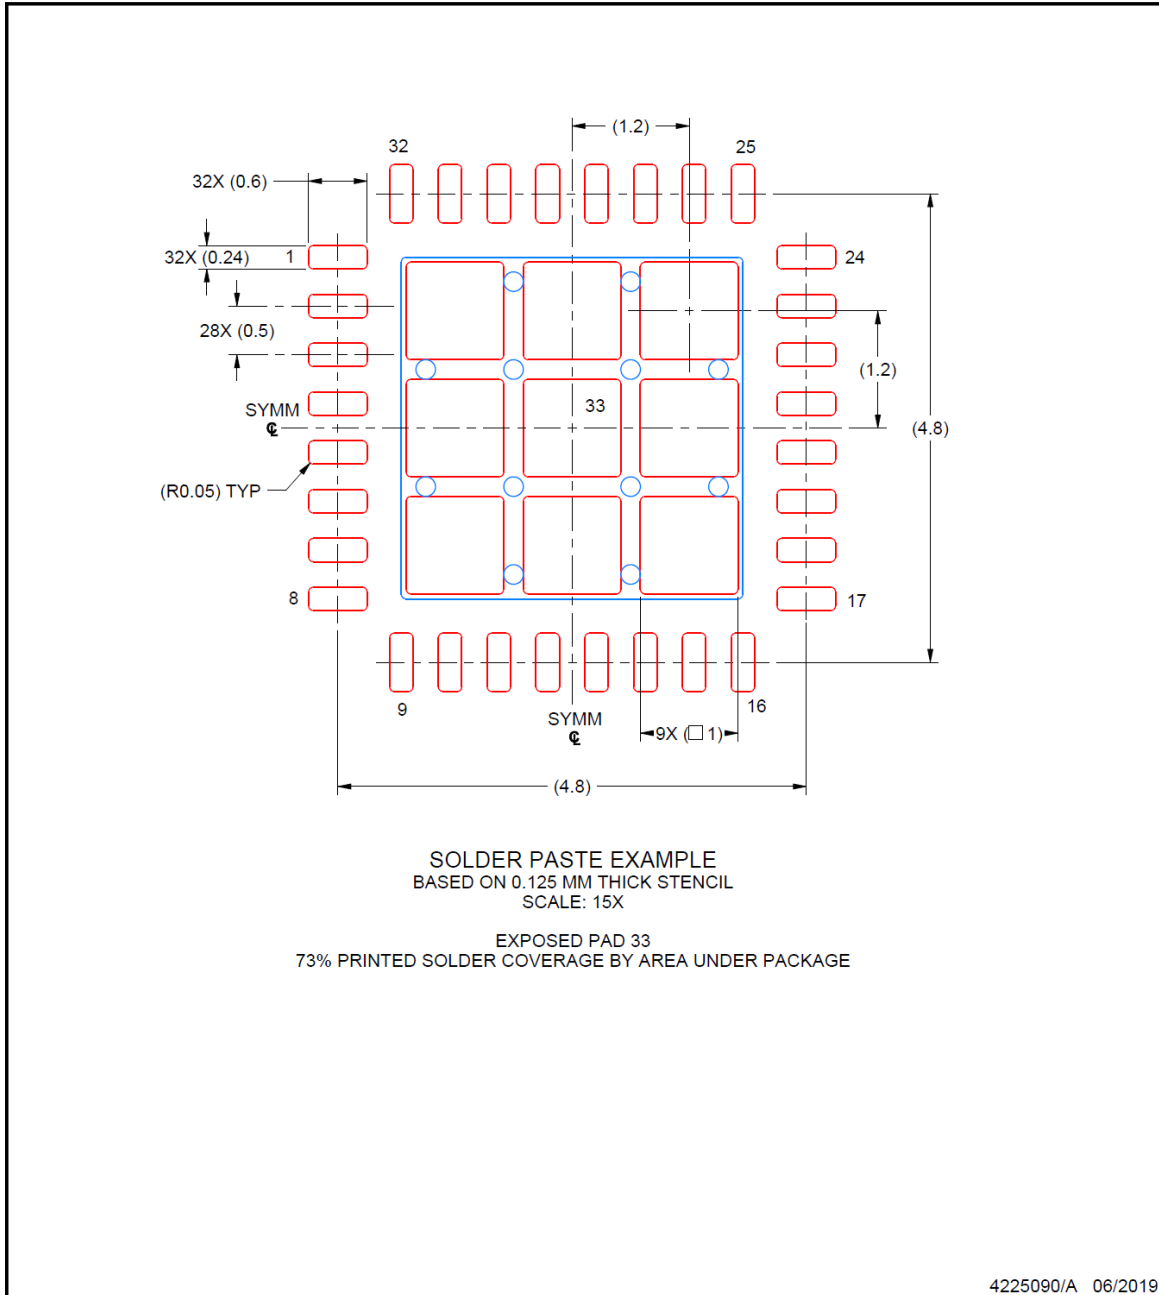 (1.2)
32
25
32X (0.6)
32X (0.24)
1
24
28X (0.5)
(1.2)
33
SYMM
℄
(4.8)
(R0.05) TYP
8
17
9
16
SYMM
℄
9X (□ 1)
(4.8)
SOLDER PASTE EXAMPLE
BASED ON 0.125 MM THICK STENCIL
SCALE: 15X
EXPOSED PAD 33
73% PRINTED SOLDER COVERAGE BY AREA UNDER PACKAGE
4225090/A 06/2019